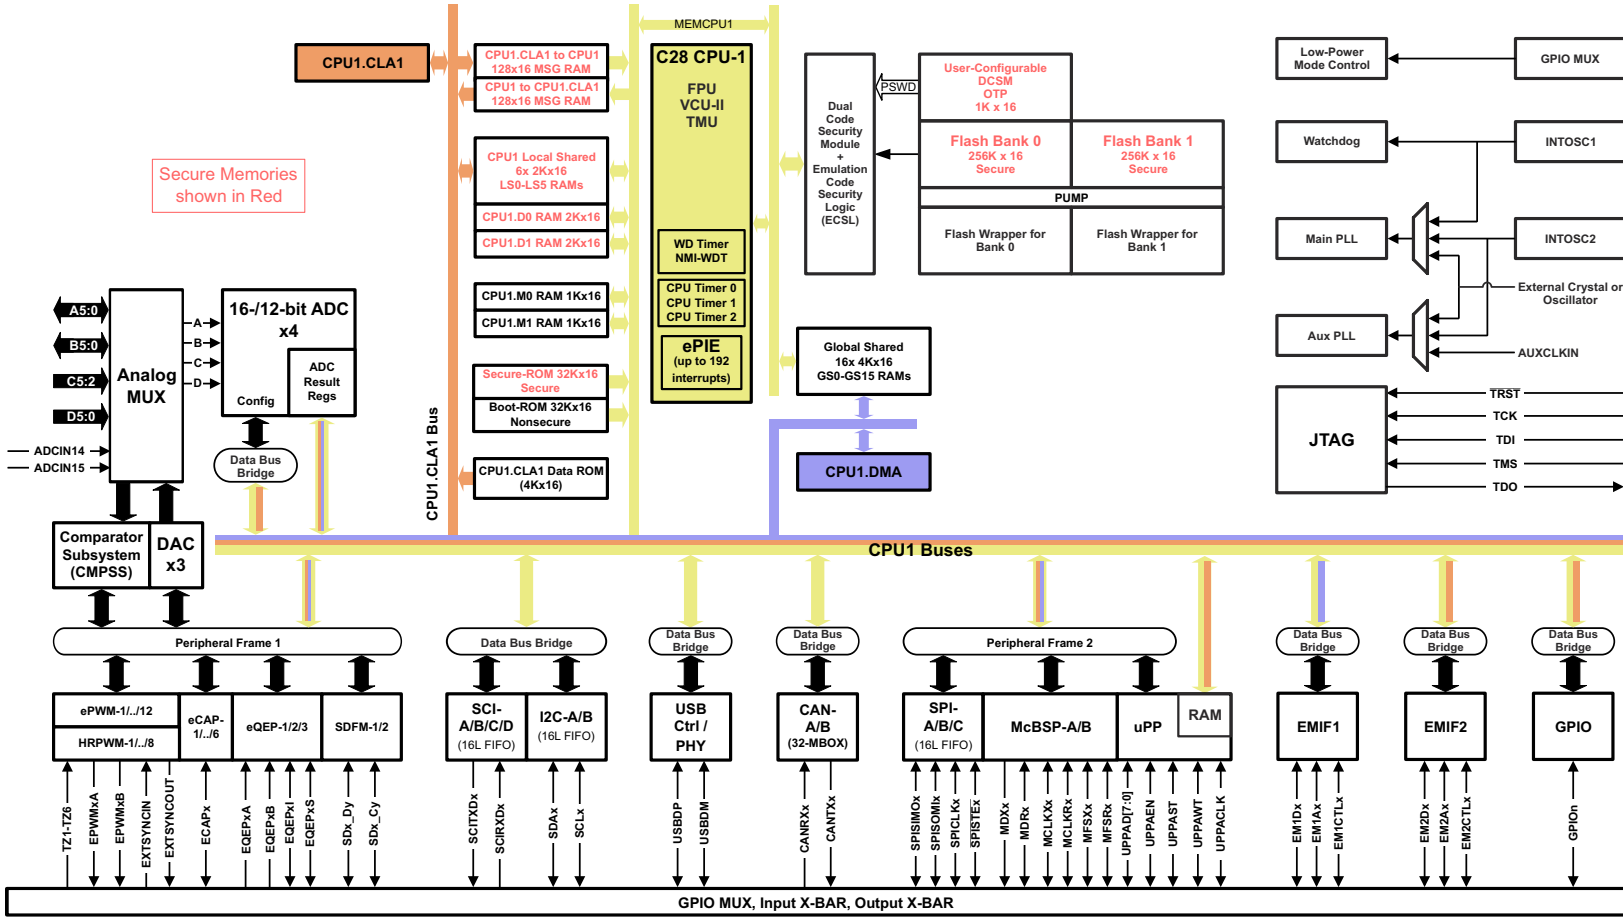 MEMCPU1
CPU1.CLA1
CPU1.CLA1 to CPU1
128x16 MSG RAM
CPU1 to CPU1.CLA1
128x16 MSG RAM
CPU1 Local Shared
6x 2Kx16
LS0-LS5 RAMs
CPU1.D0 RAM 2Kx16
CPU1.D1 RAM 2Kx16
CPU1.M0 RAM 1Kx16
CPU1.M1 RAM 1Kx16
Secure-ROM 32Kx16
Secure
Boot-ROM 32Kx16
Nonsecure
CPU1.CLA1 Data ROM
(4Kx16)
CPU1.CLA1 Bus
Secure Memories
shown in Red
C28 CPU-1
FPU
VCU-II
TMU
WD Timer
NMI-WDT
CPU Timer 0
CPU Timer 1
CPU Timer 2
ePIE
(up to 192
interrupts)
Dual
Code
Security
Module
+
Emulation
Code
Security
Logic
(ECSL)
PSWD
User-Configurable
DCSM
OTP
1K x 16
Flash Bank 0
256K x 16
Secure
Flash Bank 1
256K x 16
Secure
PUMP
Flash Wrapper for
Bank 0
Flash Wrapper for
Bank 1
Global Shared
16x 4Kx16
GS0-GS15 RAMs
CPU1.DMA
Low-Power
Mode Control
GPIO MUX
Watchdog
INTOSC1
Main PLL
INTOSC2
External Crystal or
Oscillator
Aux PLL
AUXCLKIN
JTAG
TRST
TCK
TDI
TMS
TDO
A5:0
B5:0
C5:2
D5:0
ADCIN14
ADCIN15
Analog
MUX
A
B
C
D
16-/12-bit ADC
x4
ADC
Result
Regs
Config
Data Bus
Bridge
Comparator
Subsystem
(CMPSS)
DAC
x3
CPU1 Buses
Peripheral Frame 1
Data Bus Bridge
Data Bus
Bridge
Data Bus
Bridge
Peripheral Frame 2
Data Bus
Bridge
Data Bus
Bridge
Data Bus
Bridge
ePWM-1/../12
HRPWM-1/../8
eCAP-
1/../6
eQEP-1/2/3
SDFM-1/2
SCI-
A/B/C/D
(16L FIFO)
I2C-A/B
(16L FIFO)
USB
Ctrl /
PHY
CAN-
A/B
(32-MBOX)
SPI-
A/B/C
(16L FIFO)
McBSP-A/B
uPP
RAM
EMIF1
EMIF2
GPIO
TZ1-TZ6
EPWMxA
EPWMxB
EXTSYNCIN
EXTSYNCOUT
ECAPx
EQEPxA
EQEPxB
EQEPxI
EQEPxS
SDx_Dy
SDx_Cy
SCITXDx
SCIRXDx
SDAx
SCLx
USBDP
USBDM
CANRXx
CANTXx
SPISIMOx
SPISOMIx
SPICLKx
SPISTEx
MDXx
MDRx
MCLKXx
MCLKRx
MFSXx
MFSRx
UPPAD[7:0]
UPPAEN
UPPAST
UPPAWT
UPPACLK
EM1Dx
EM1Ax
EM1CTLx
EM2Dx
EM2Ax
EM2CTLx
GPIOn
GPIO MUX, Input X-BAR, Output X-BAR